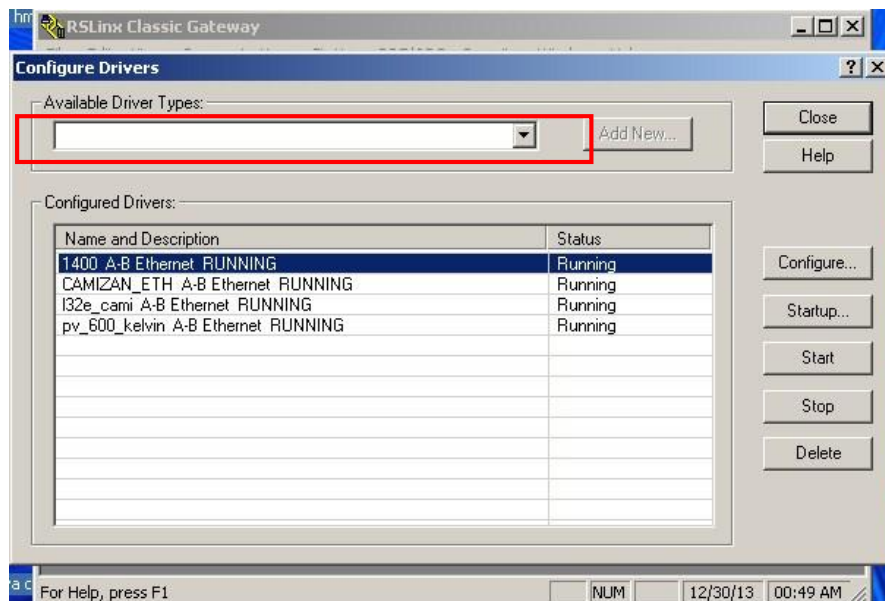 hm
RSLinx Classic Gateway
Configure Drivers
Available Driver Types:
Add New...
Close
Help
Configured Drivers:
Name and Description Status
1400 A-B Ethernet RUNNING Running
CAMIZAN_ETH A-B Ethernet RUNNING Running
l32e_cami A-B Ethernet RUNNING Running
pv_600_kelvin A-B Ethernet RUNNING Running
Configure...
Startup...
Start
Stop
Delete
For Help, press F1 NUM 12/30/13 00:49 AM